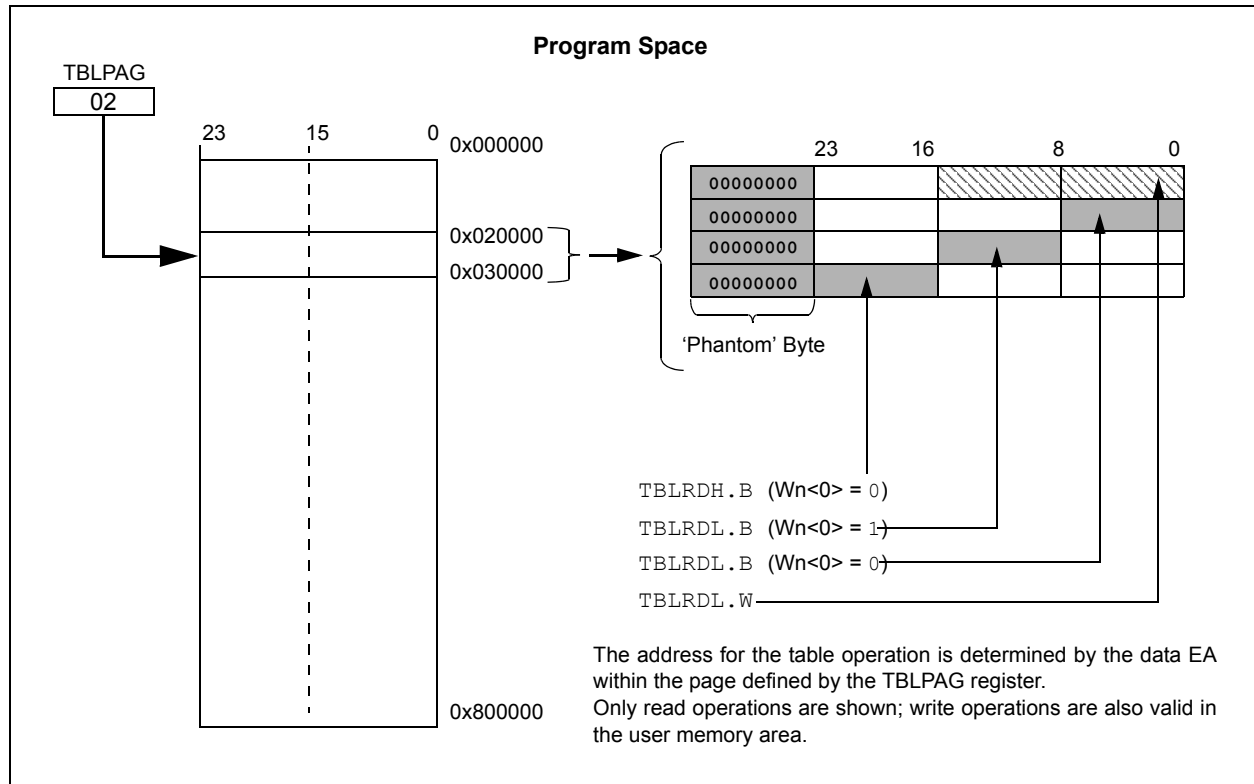 Program Space
TBLPAG
02
23 15 0
0x000000
0x020000
0x030000
0x800000
23 16 8 0
00000000
00000000
00000000
00000000
‘Phantom’ Byte
TBLRDH.B (Wn<0> = 0)
TBLRDL.B (Wn<0> = 1)
TBLRDL.B (Wn<0> = 0)
TBLRDL.W
The address for the table operation is determined by the data EA
within the page defined by the TBLPAG register.
Only read operations are shown; write operations are also valid in
the user memory area.